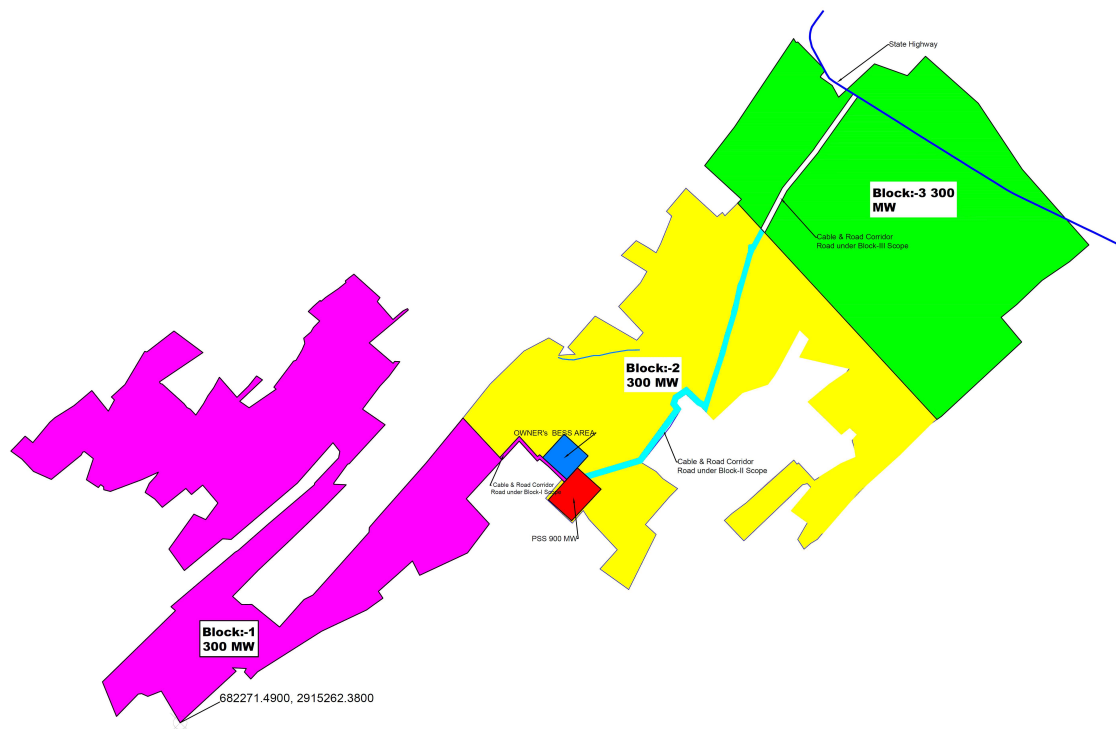 State Highway
Block:-3 300
MW
Cable & Road Corridor
Road under Block-III Scope
Block:-2
300 MW
OWNER's BESS AREA
Cable & Road Corridor
Road under Block-II Scope
Cable & Road Corridor
Road under Block-I Scope
PSS 900 MW
Block:-1
300 MW
682271.4900, 2915262.3800